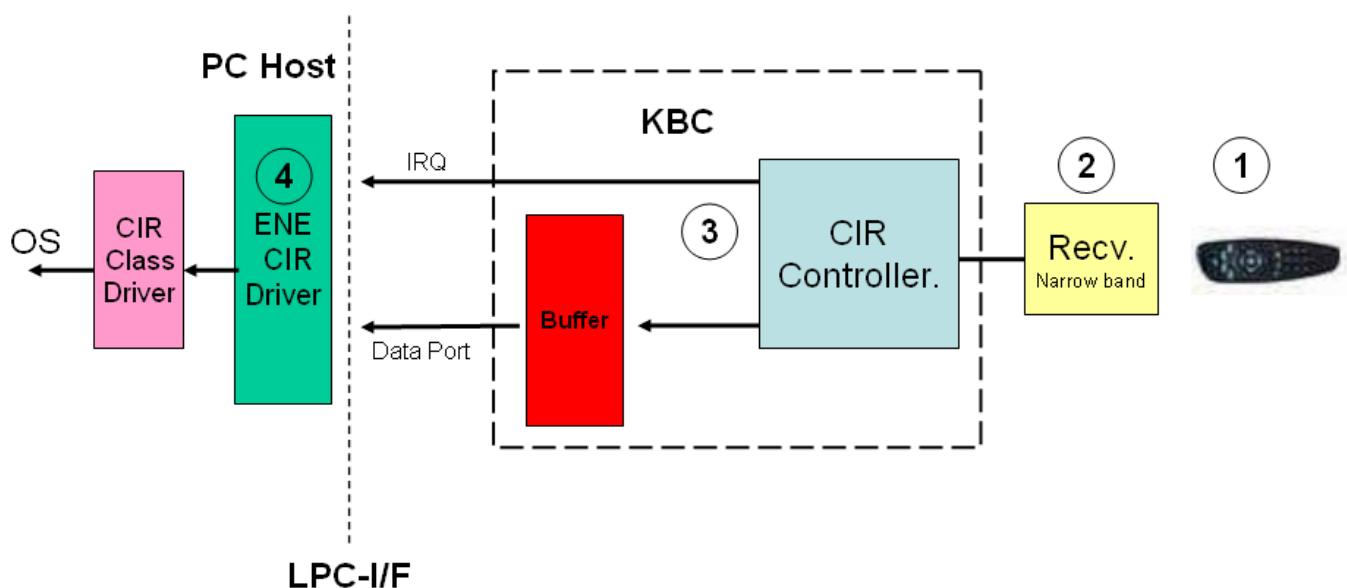 PC Host
KBC
IRQ
4
ENE
CIR
Driver
CIR
Class
Driver
OS
3
CIR
Controller.
2
Recv.
Narrow band
1
Buffer
Data Port
LPC-I/F